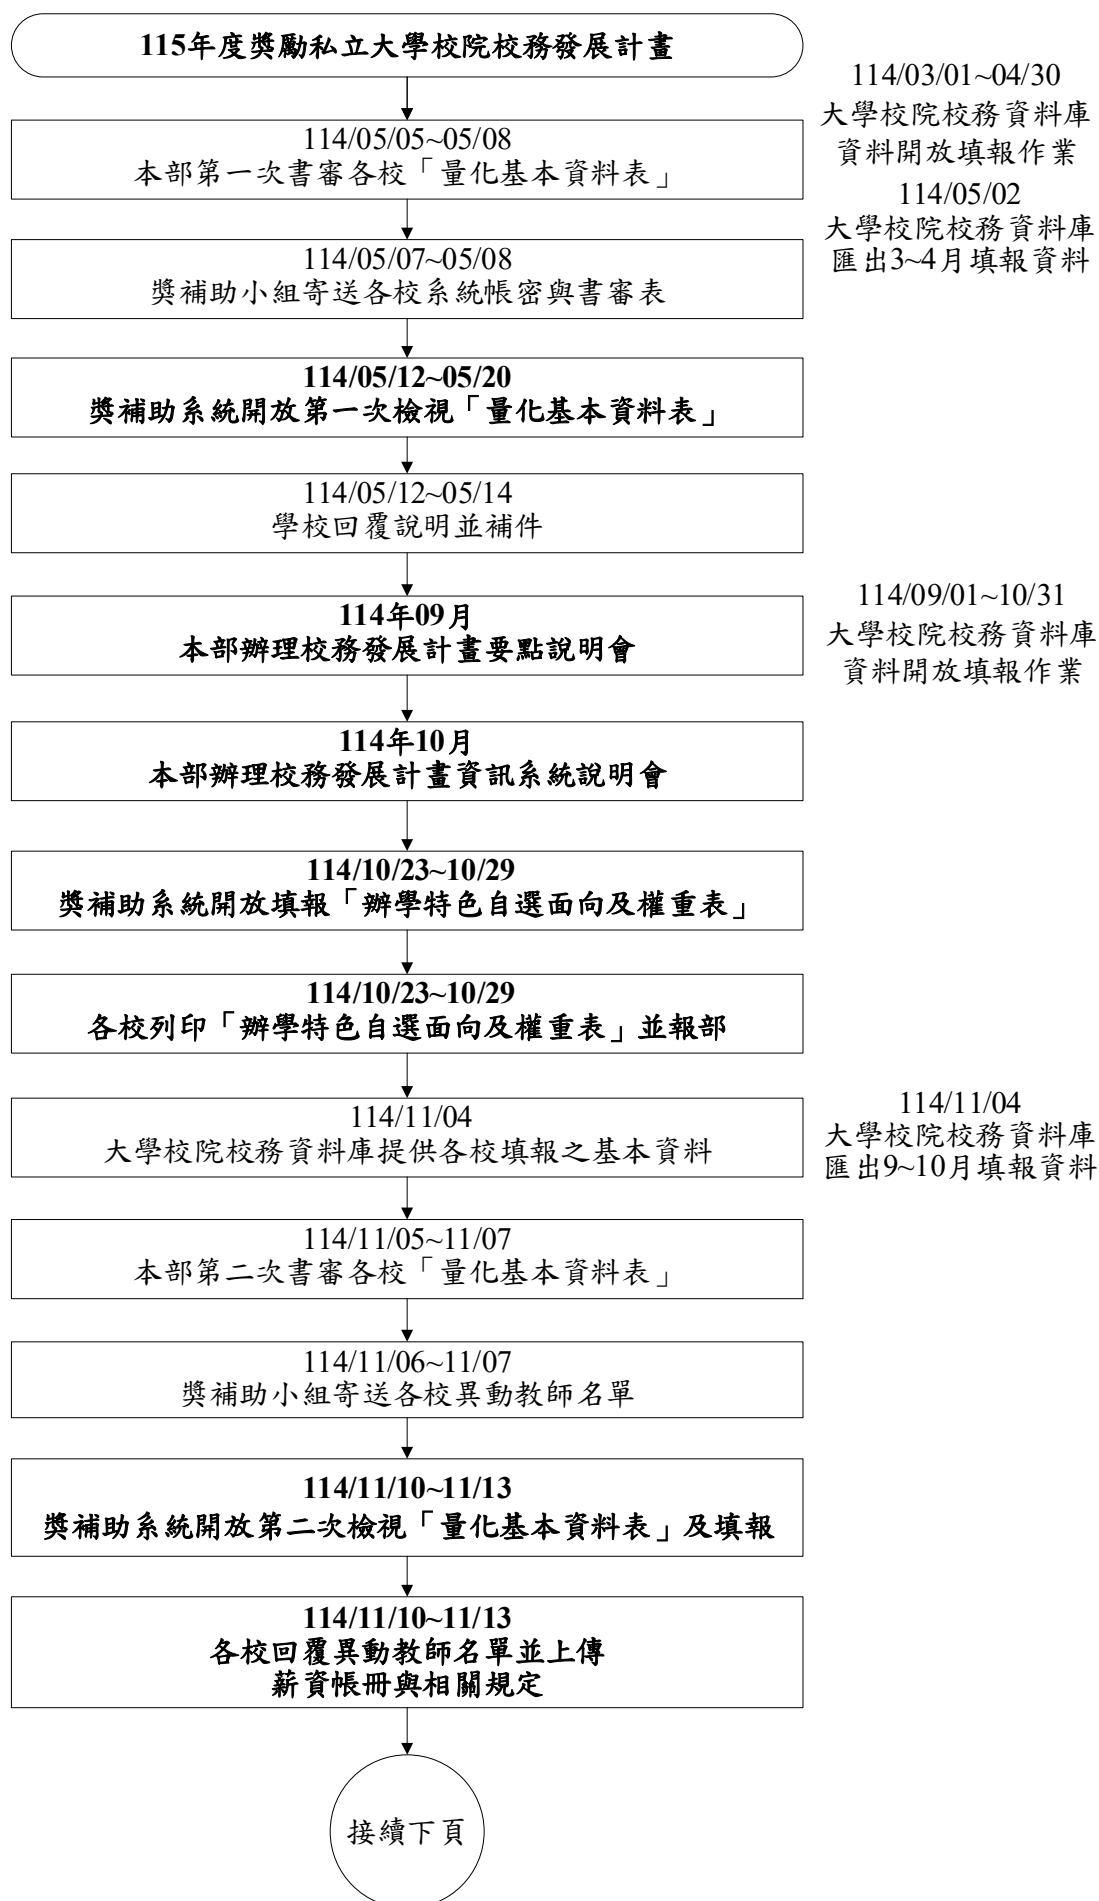 115年度獎勵私立大學校院校務發展計畫
114/03/01~04/30
大學校院校務資料庫
資料開放填報作業
114/05/05~05/08
本部第一次書審各校「量化基本資料表」
114/05/02
大學校院校務資料庫
匯出3~4月填報資料
114/05/07~05/08
獎補助小組寄送各校系統帳密與書審表
114/05/12~05/20
獎補助系統開放第一次檢視「量化基本資料表」
114/05/12~05/14
學校回覆說明並補件
114年09月
本部辦理校務發展計畫要點說明會
114/09/01~10/31
大學校院校務資料庫
資料開放填報作業
114年10月
本部辦理校務發展計畫資訊系統說明會
114/10/23~10/29
獎補助系統開放填報「辦學特色自選面向及權重表」
114/10/23~10/29
各校列印「辦學特色自選面向及權重表」並報部
114/11/04
大學校院校務資料庫提供各校填報之基本資料
114/11/04
大學校院校務資料庫
匯出9~10月填報資料
114/11/05~11/07
本部第二次書審各校「量化基本資料表」
114/11/06~11/07
獎補助小組寄送各校異動教師名單
114/11/10~11/13
獎補助系統開放第二次檢視「量化基本資料表」及填報
114/11/10~11/13
各校回覆異動教師名單並上傳
薪資帳冊與相關規定
接續下頁